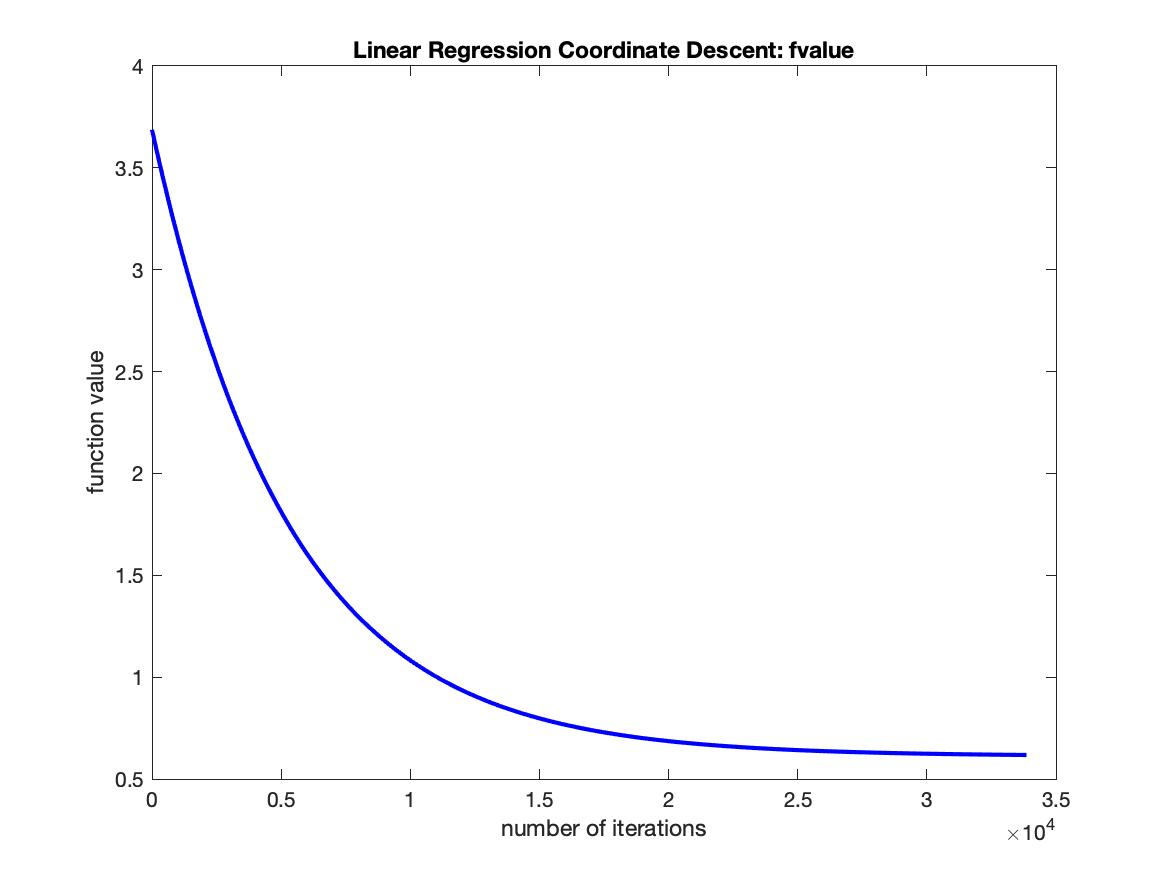 Linear Regression Coordinate Descent: fvalue
4
3.5
3
2.5
2
1.5
1
0.5
function value
0 0.5 1 1.5 2 2.5 3 3.5
number of iterations
×10^4